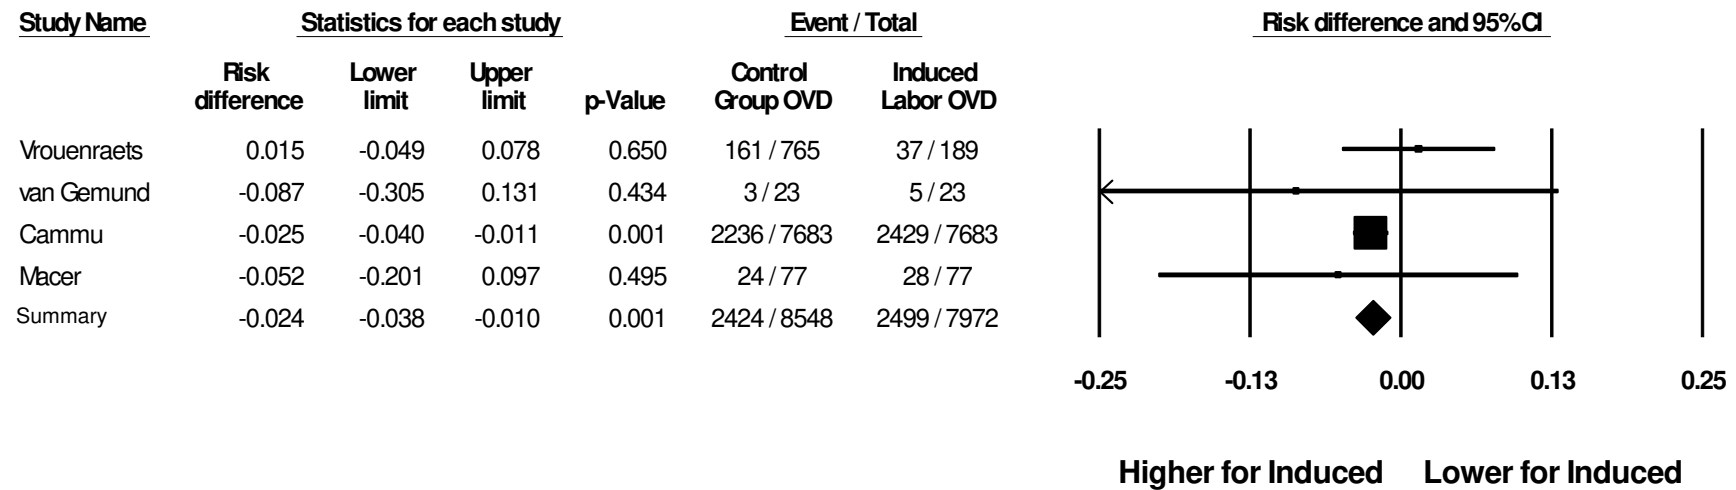 Study Name Statistics for each study Event / Total Risk difference and 95% CI
Risk Lower Upper Control Induced
difference limit limit p-Value Group OVD Labor OVD
Vrouenraets 0.015 -0.049 0.078 0.650 161 / 765 37 / 189
van Gemund -0.087 -0.305 0.131 0.434 3 / 23 5 / 23
Cammu -0.025 -0.040 -0.011 0.001 2236 / 7683 2429 / 7683
Macer -0.052 -0.201 0.097 0.495 24 / 77 28 / 77
Summary -0.024 -0.038 -0.010 0.001 2424 / 8548 2499 / 7972
-0.25 -0.13 0.00 0.13 0.25
Higher for Induced Lower for Induced